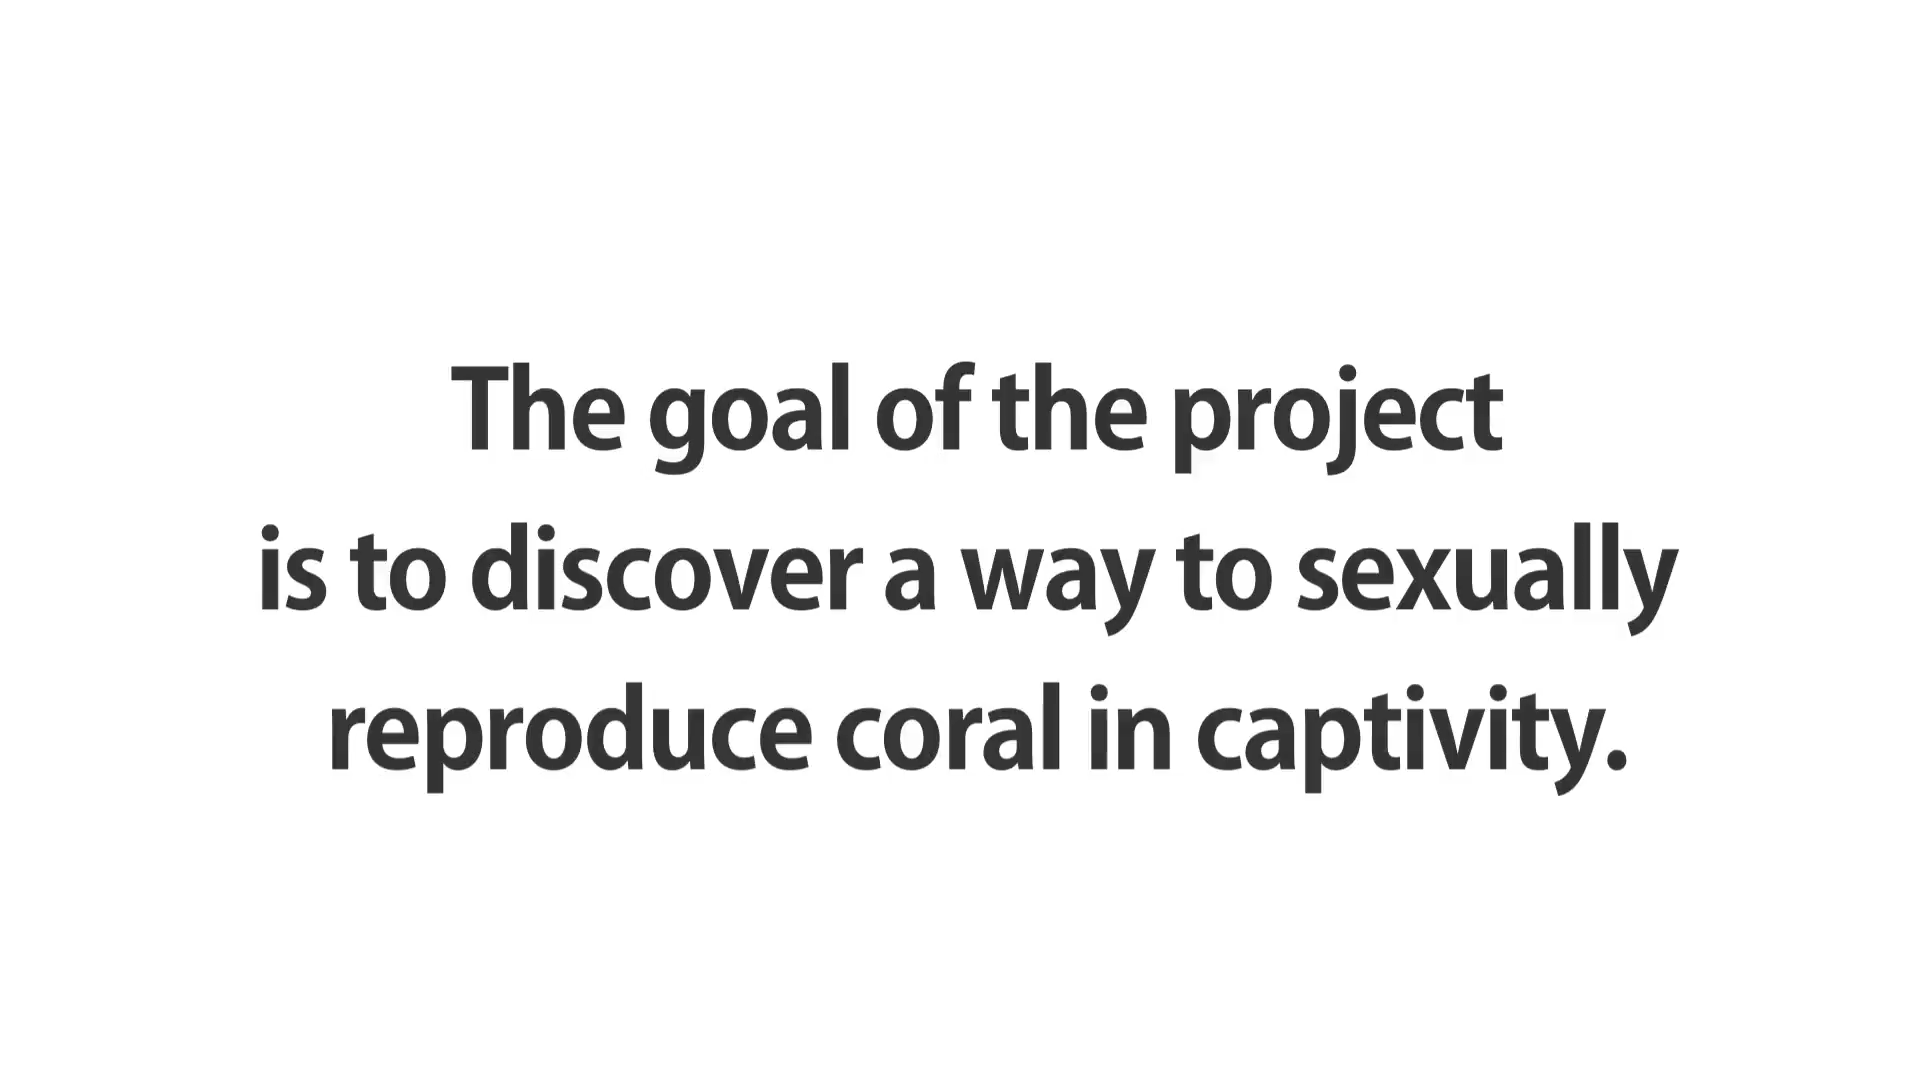 The goal of the project
is to discover a way to sexually
reproduce coral in captivity.